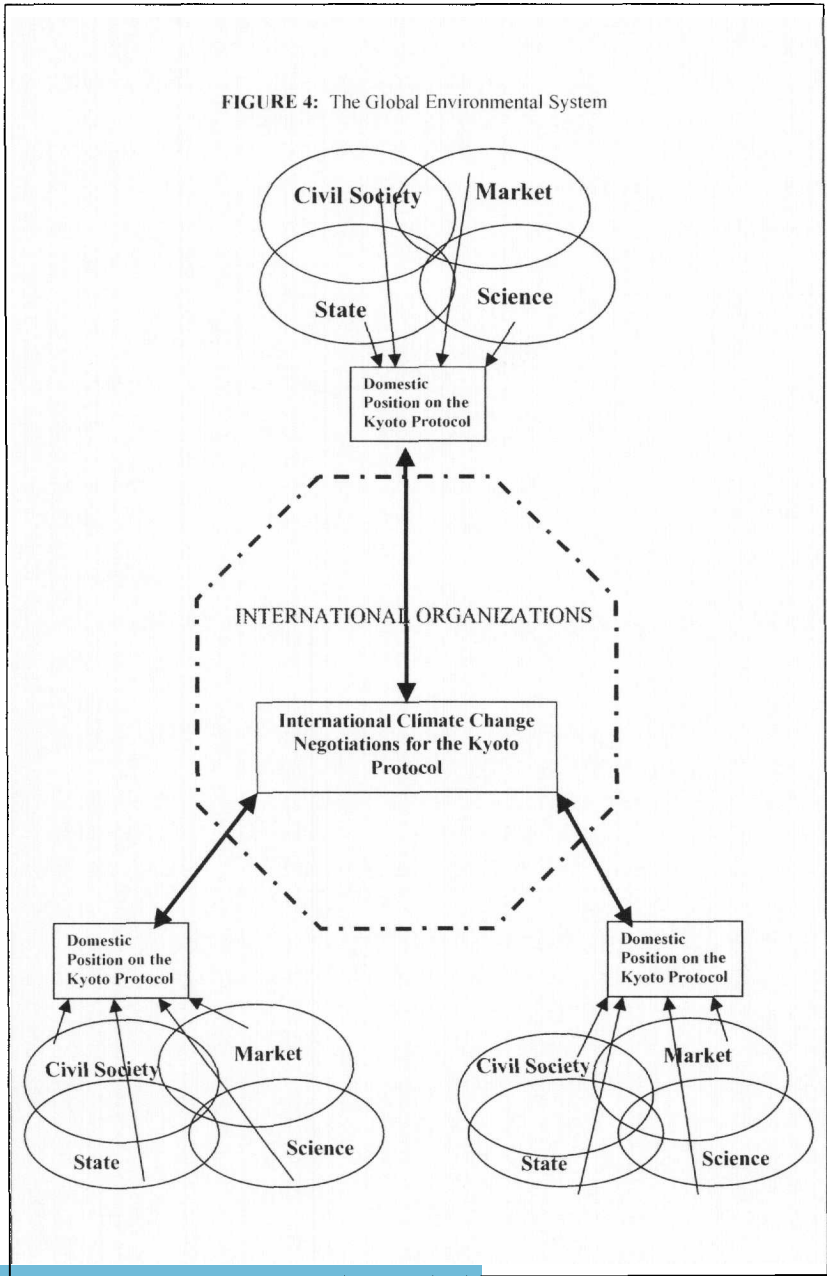 FIGURE 4: The Global Environmental System
Civil Society
Market
State
Science
Domestic
Position on the
Kyoto Protocol
INTERNATIONAL ORGANIZATIONS
International Climate Change
Negotiations for the Kyoto
Protocol
Domestic
Position on the
Kyoto Protocol
Civil Society
Market
State
Science
Domestic
Position on the
Kyoto Protocol
Civil Society
Market
State
Science